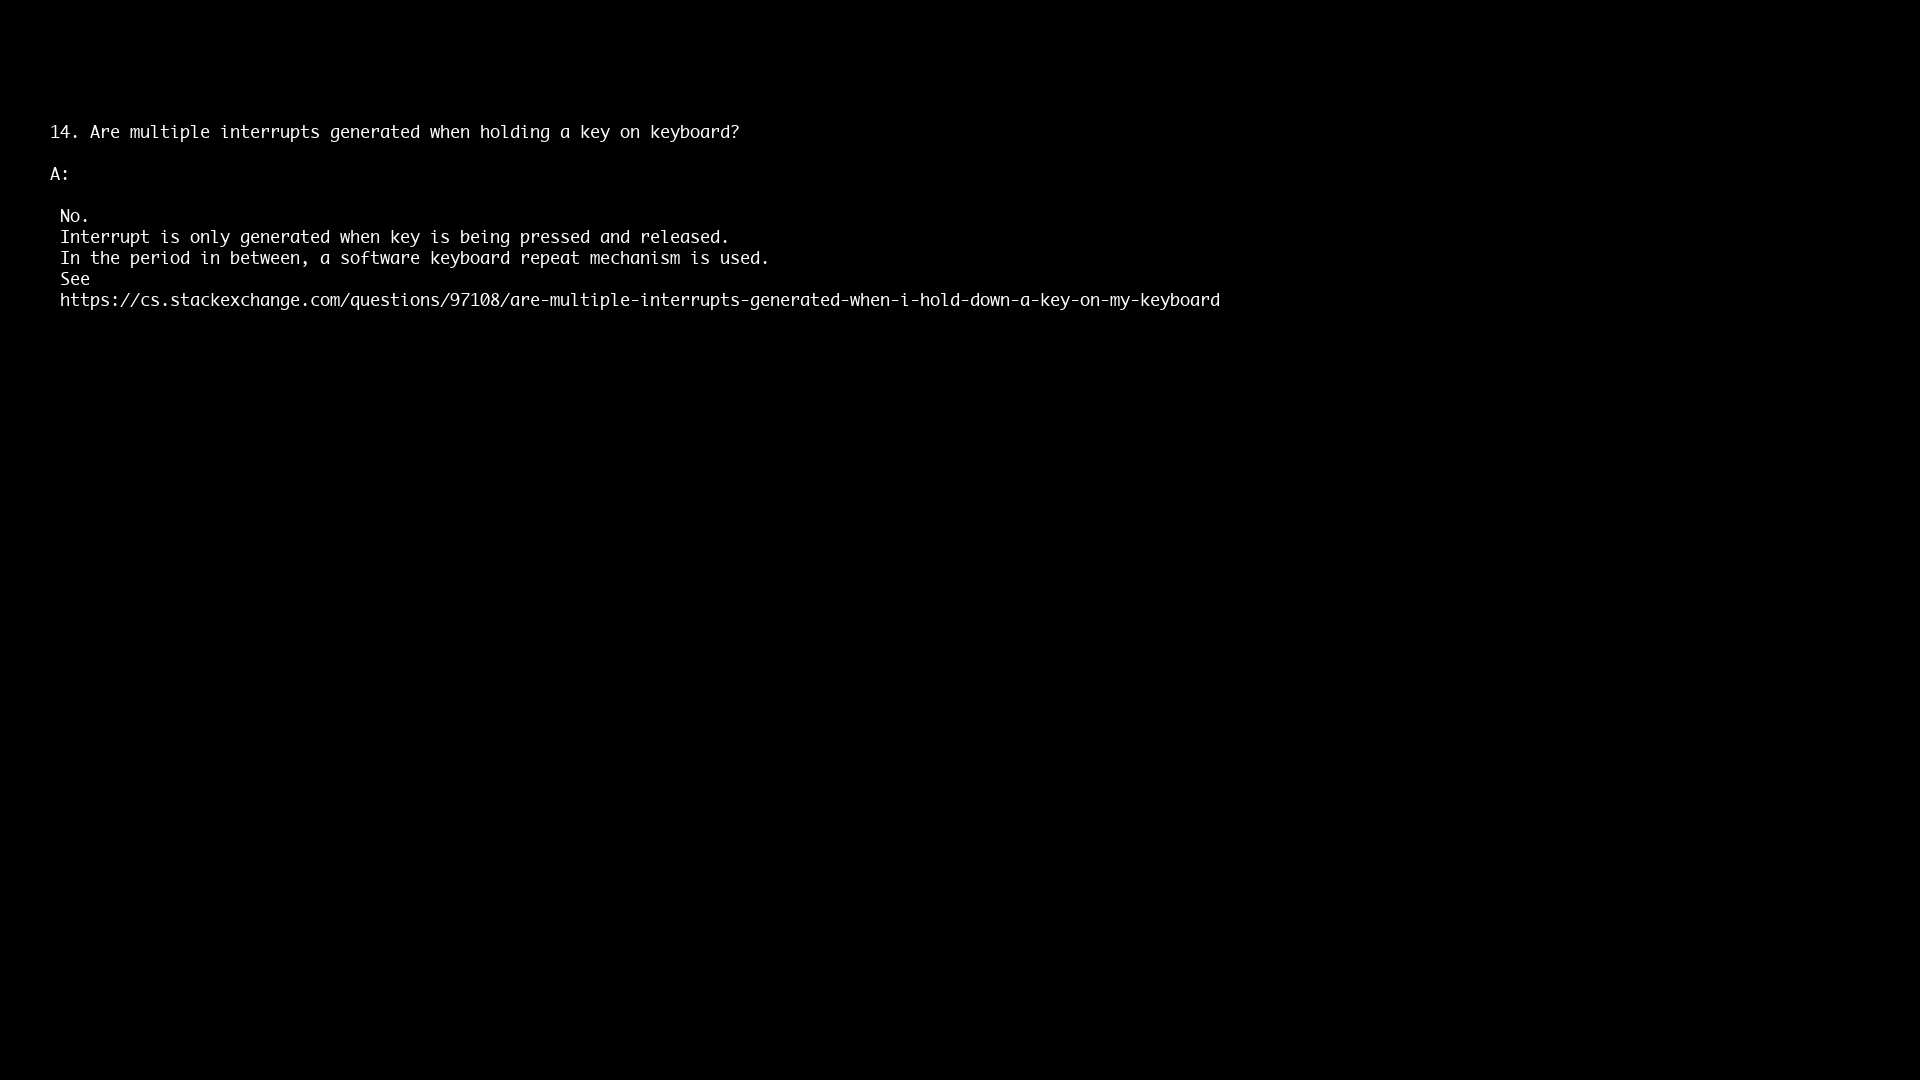 14. Are multiple interrupts generated when holding a key on keyboard?
A:
No.
Interrupt is only generated when key is being pressed and released.
In the period in between, a software keyboard repeat mechanism is used.
See
https://cs.stackexchange.com/questions/97108/are-multiple-interrupts-generated-when-i-hold-down-a-key-on-my-keyboard